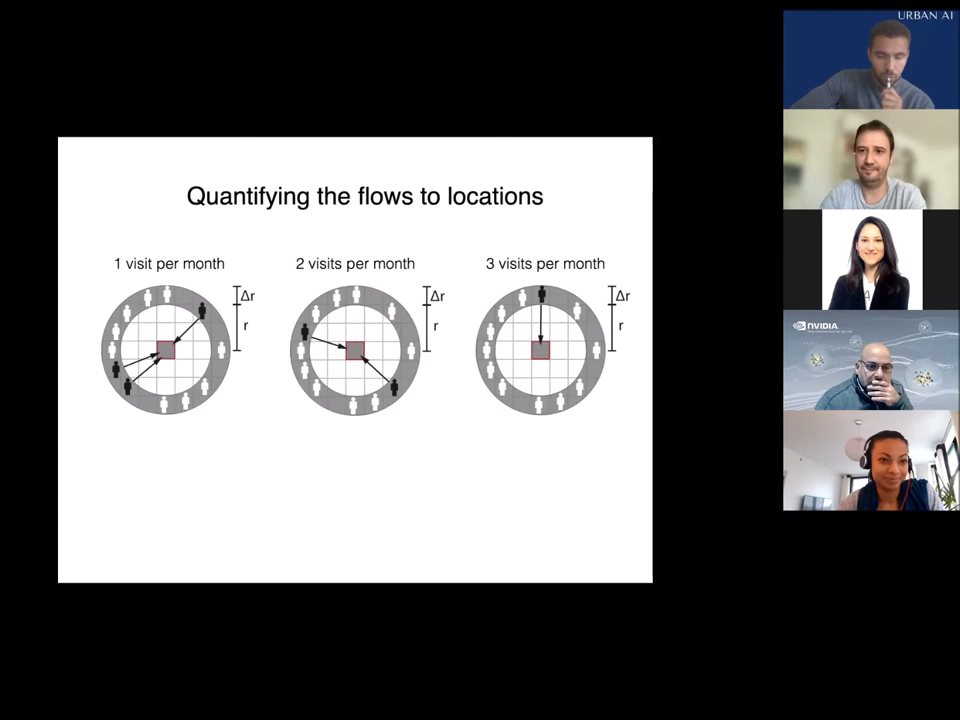 URBAN AI
Quantifying the flows to locations
1 visit per month
2 visits per month
3 visits per month
Δr
r
Δr
r
Δr
r
NVIDIA